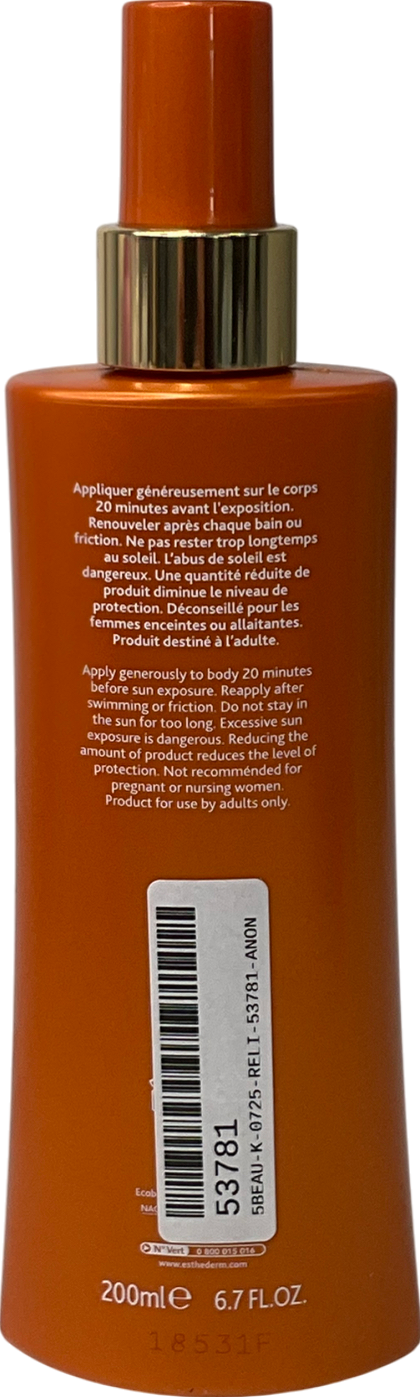 Appliquer généreusement sur le corps
20 minutes avant l'exposition.
Renouveler après chaque bain ou
friction. Ne pas rester trop longtemps
au soleil. L'abus de soleil est
dangereux. Une quantité réduite de
produit diminue le niveau de
protection. Déconseillé pour les
femmes enceintes ou allaitantes.
Produit destiné à l'adulte.
Apply generously to body 20 minutes
before sun exposure. Reapply after
swimming or friction. Do not stay in
the sun for too long. Excessive sun
exposure is dangerous. Reducing the
amount of product reduces the level of
protection. Not recommended for
pregnant or nursing women.
Product for use by adults only.
53781
5BEAU-K-0725-RELI-53781-ANON
N° Vert 0 800 015 016
www.esthederm.com
200ml℮ 6.7 FL.OZ.
18531F